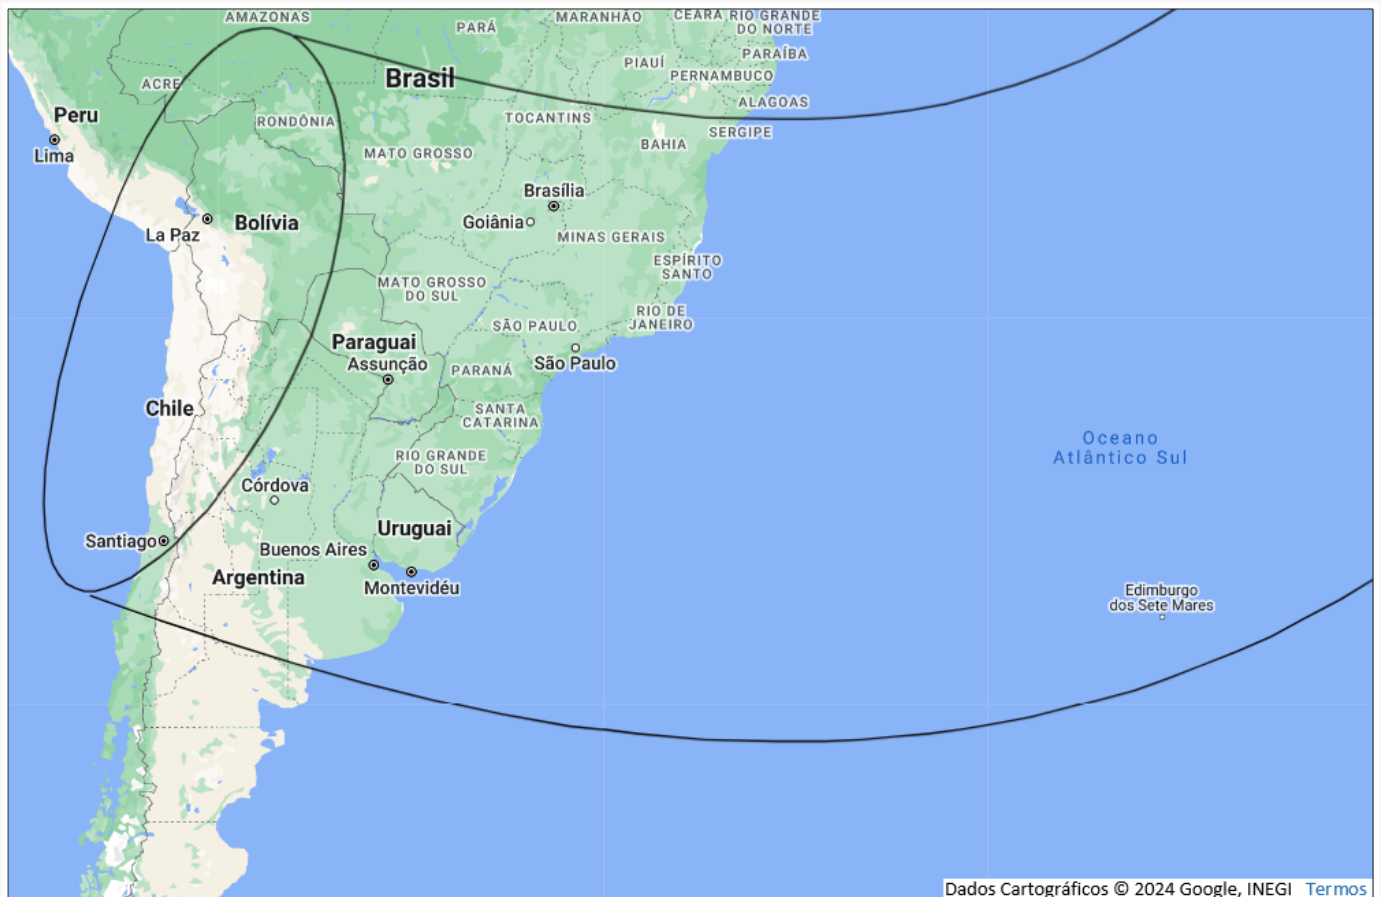 AMAZONAS
PARÁ
MARANHÃO
CEARÁ
RIO GRANDE
DO NORTE
PARAÍBA
PIAUÍ
PERNAMBUCO
ACRE
Brasil
ALAGOAS
Peru
RONDÔNIA
TOCANTINS
SERGIPE
Lima
MATO GROSSO
BAHIA
Brasília
Goiânia
Bolívia
La Paz
MINAS GERAIS
ESPÍRITO
SANTO
MATO GROSSO
DO SUL
RIO DE
JANEIRO
SÃO PAULO
Paraguai
Assunção
São Paulo
PARANÁ
Chile
SANTA
CATARINA
Oceano
Atlântico Sul
RIO GRANDE
DO SUL
Córdova
Uruguai
Santiago
Buenos Aires
Argentina
Montevidéu
Edimburgo
dos Sete Mares
Dados Cartográficos © 2024 Google, INEGI Termos